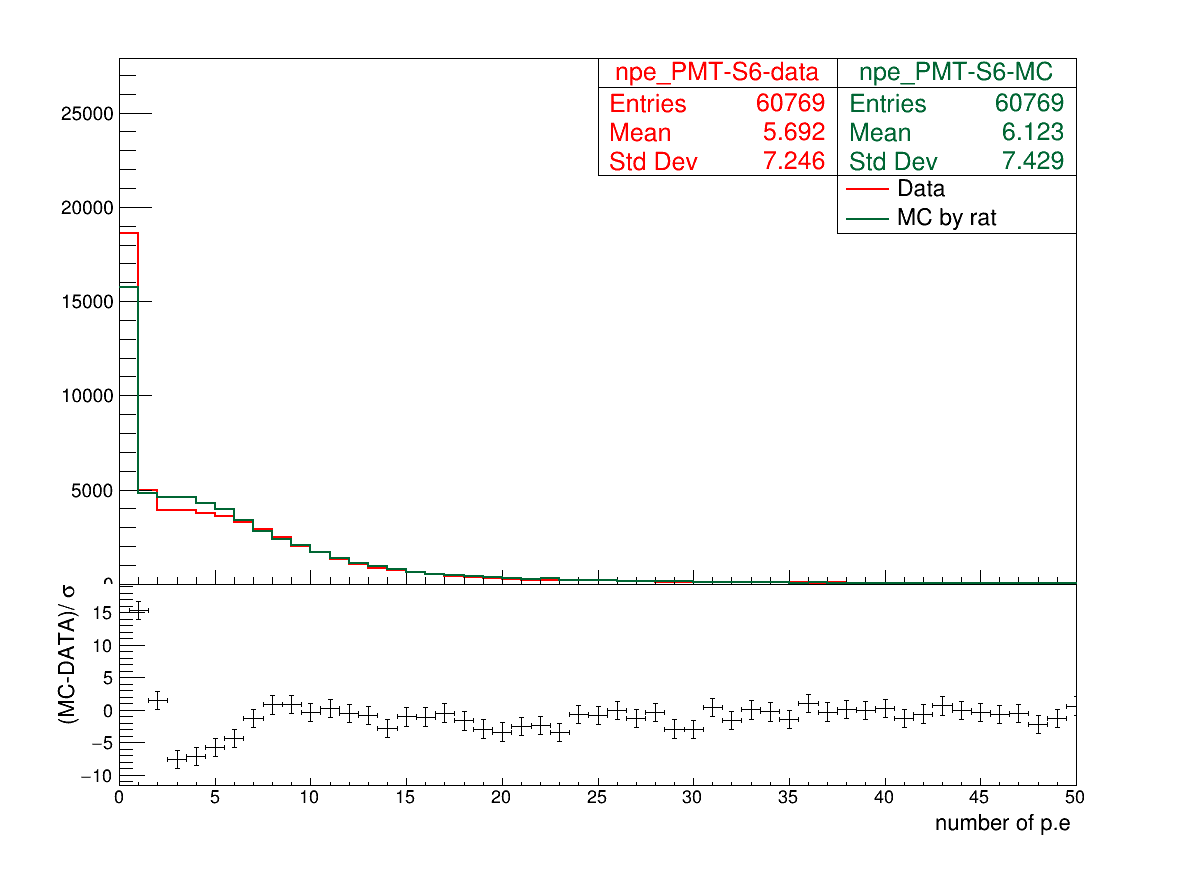 npe_PMT-S6-data
Entries 60769
Mean 5.692
Std Dev 7.246
npe_PMT-S6-MC
Entries 60769
Mean 6.123
Std Dev 7.429
Data
MC by rat
25000
20000
15000
10000
5000
0
(MC-DATA)/ σ
15
10
5
0
−5
−10
0 5 10 15 20 25 30 35 40 45 50
number of p.e